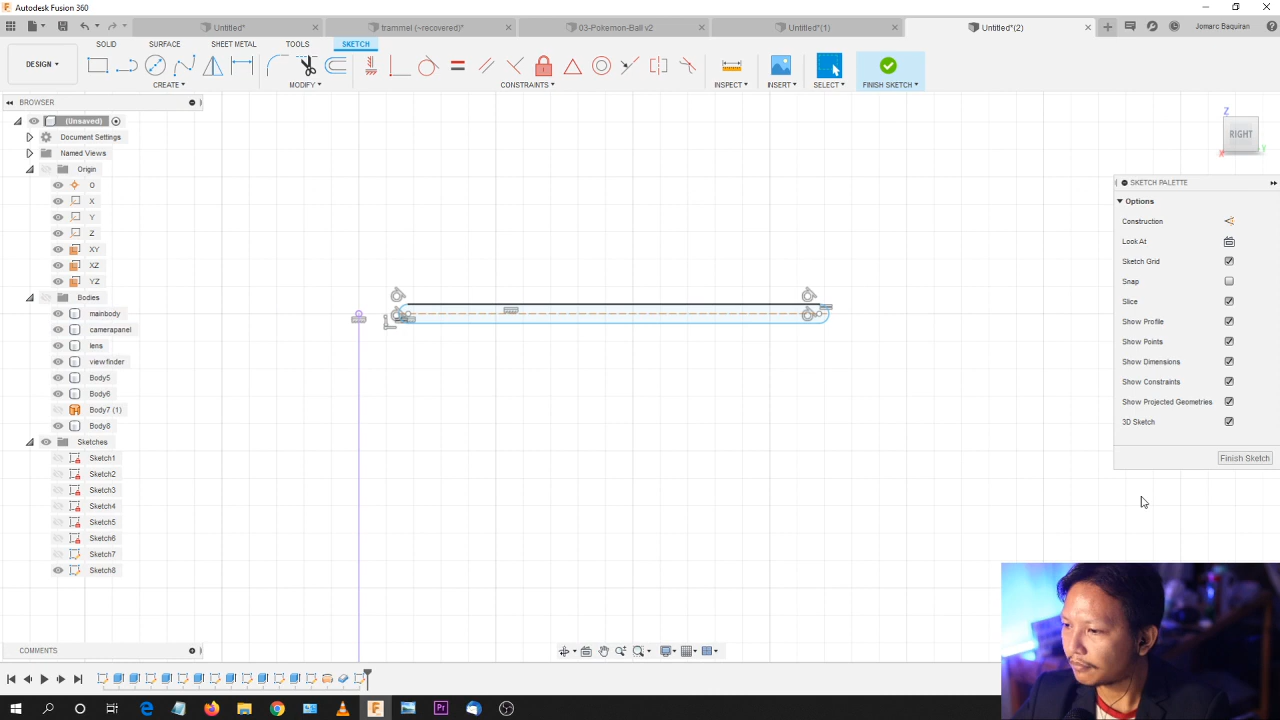 Autodesk Fusion 360
Untitled*
trammel (~recovered)*
03-Pokemon-Ball v2
Untitled*(1)
Untitled*(2)
Jomarc Baquiran
DESIGN
SOLID
SURFACE
SHEET METAL
TOOLS
SKETCH
CREATE
MODIFY
CONSTRAINTS
INSPECT
INSERT
SELECT
FINISH SKETCH
BROWSER
(Unsaved)
Document Settings
Named Views
Origin
O
X
Y
Z
XY
XZ
YZ
Bodies
mainbody
camerapanel
lens
viewfinder
Body5
Body6
Body7 (1)
Body8
Sketches
Sketch1
Sketch2
Sketch3
Sketch4
Sketch5
Sketch6
Sketch7
Sketch8
Z
RIGHT
X
Y
SKETCH PALETTE
Options
Construction
Look At
Sketch Grid
Snap
Slice
Show Profile
Show Points
Show Dimensions
Show Constraints
Show Projected Geometries
3D Sketch
Finish Sketch
COMMENTS